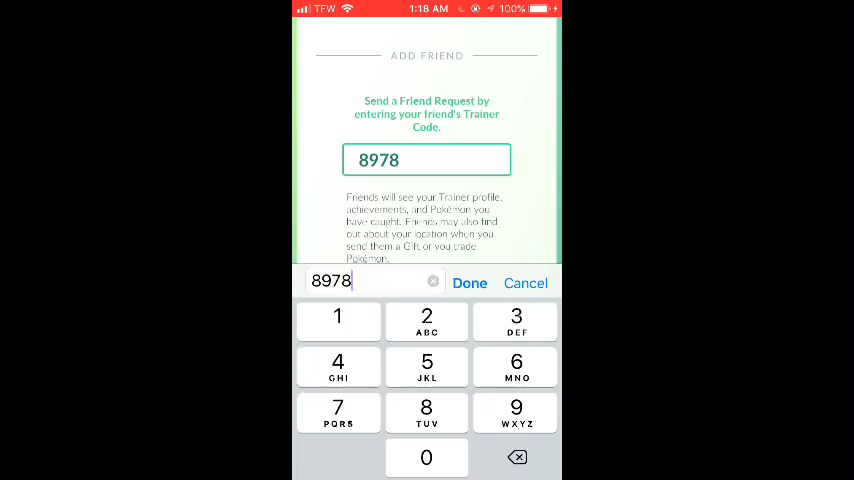 TFW 1:18 AM 100%
ADD FRIEND
Send a Friend Request by
entering your friend's Trainer
Code.
8978
Friends will see your Trainer profile,
achievements, and Pokémon you
have caught. Friends may also find
out about your location when you
send them a Gift or you trade
Pokémon.
8978 Done Cancel
1 2 3
ABC DEF
4 5 6
GHI JKL MNO
7 8 9
PQRS TUV WXYZ
0